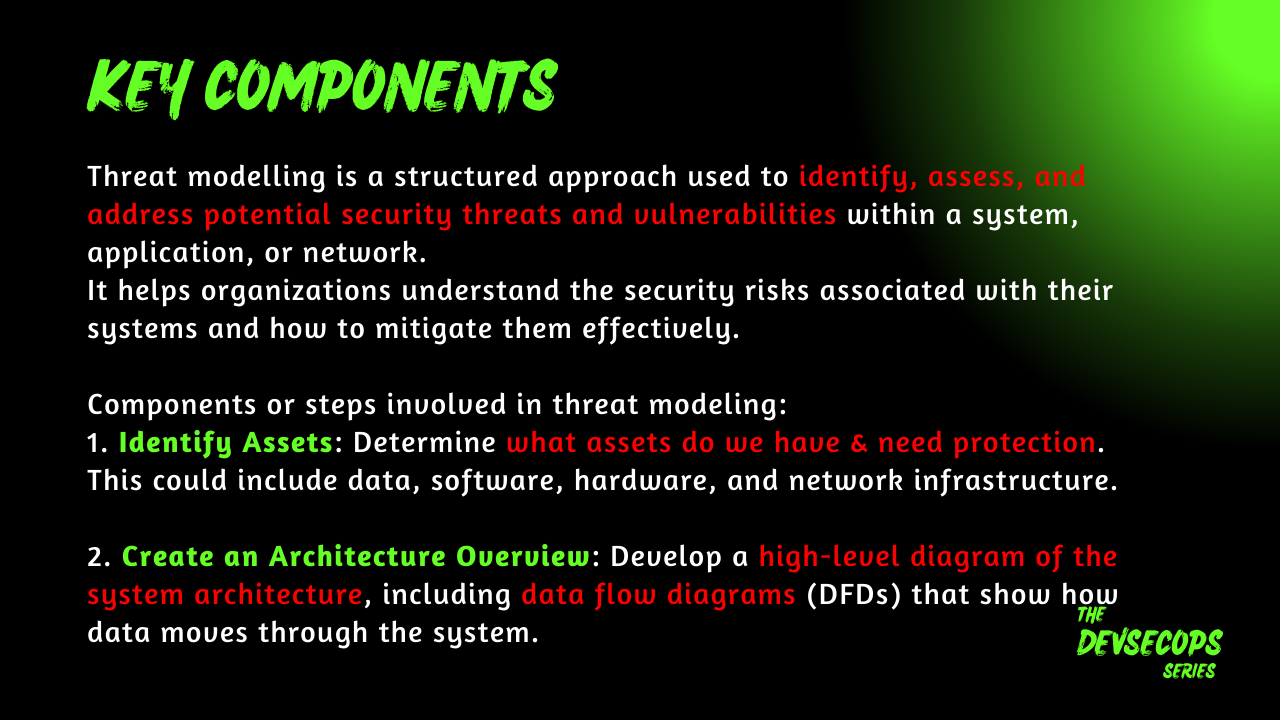 KEY COMPONENTS
Threat modelling is a structured approach used to identify, assess, and
address potential security threats and vulnerabilities within a system,
application, or network.
It helps organizations understand the security risks associated with their
systems and how to mitigate them effectively.
Components or steps involved in threat modeling:
1. Identify Assets: Determine what assets do we have & need protection.
This could include data, software, hardware, and network infrastructure.
2. Create an Architecture Overview: Develop a high-level diagram of the
system architecture, including data flow diagrams (DFDs) that show how
data moves through the system.
THE
DEVSECOPS
SERIES